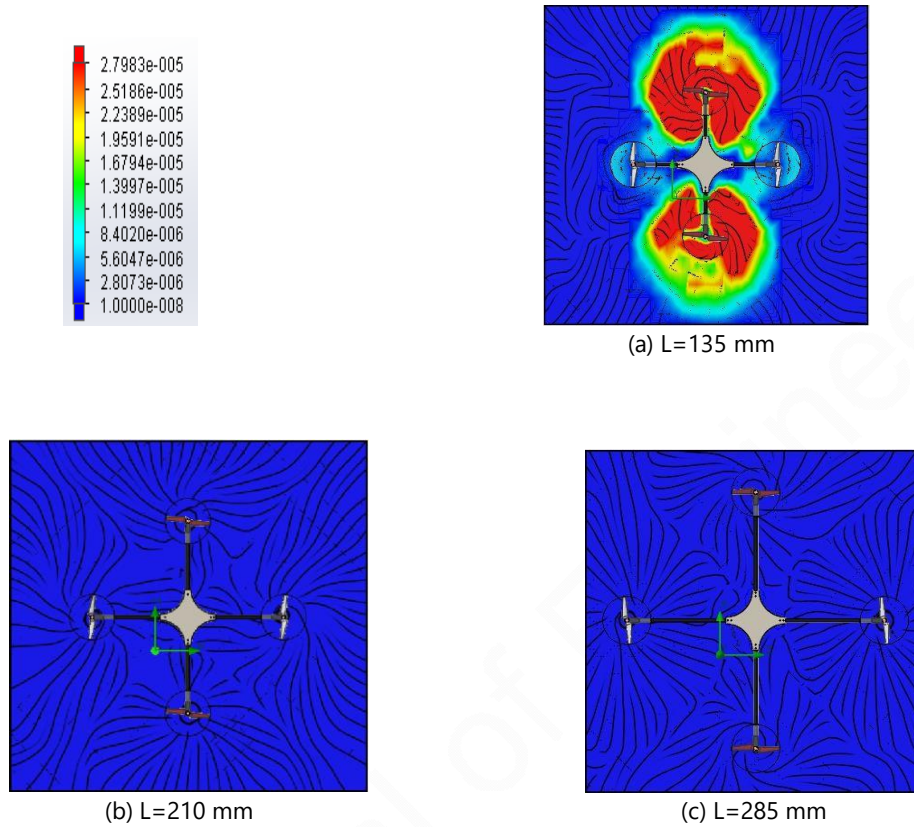 2.7983e-005
2.5186e-005
2.2389e-005
1.9591e-005
1.6794e-005
1.3997e-005
1.1199e-005
8.4020e-006
5.6047e-006
2.8073e-006
1.0000e-008
(a) L=135 mm
(b) L=210 mm
(c) L=285 mm